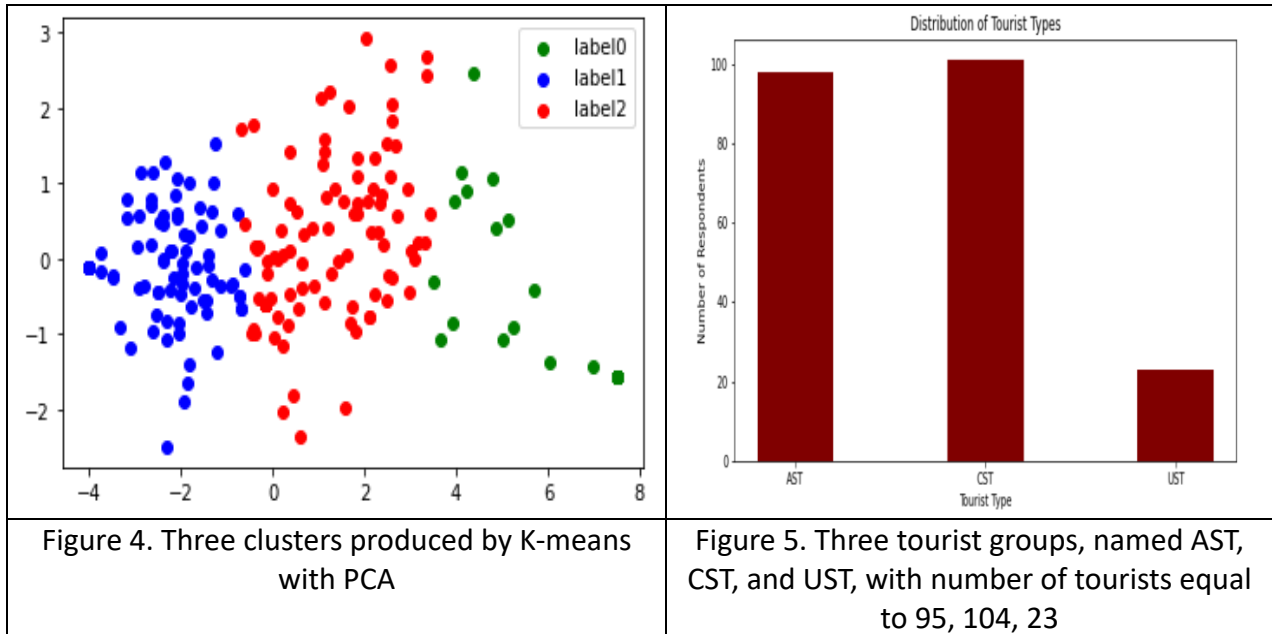 3
2
1
0
−1
−2
−4
−2
0
2
4
6
8
label0
label1
label2
Figure 4. Three clusters produced by K-means
with PCA
Distribution of Tourist Types
Number of Respondents
100
80
60
40
20
0
AST
CST
UST
Tourist Type
Figure 5. Three tourist groups, named AST,
CST, and UST, with number of tourists equal
to 95, 104, 23